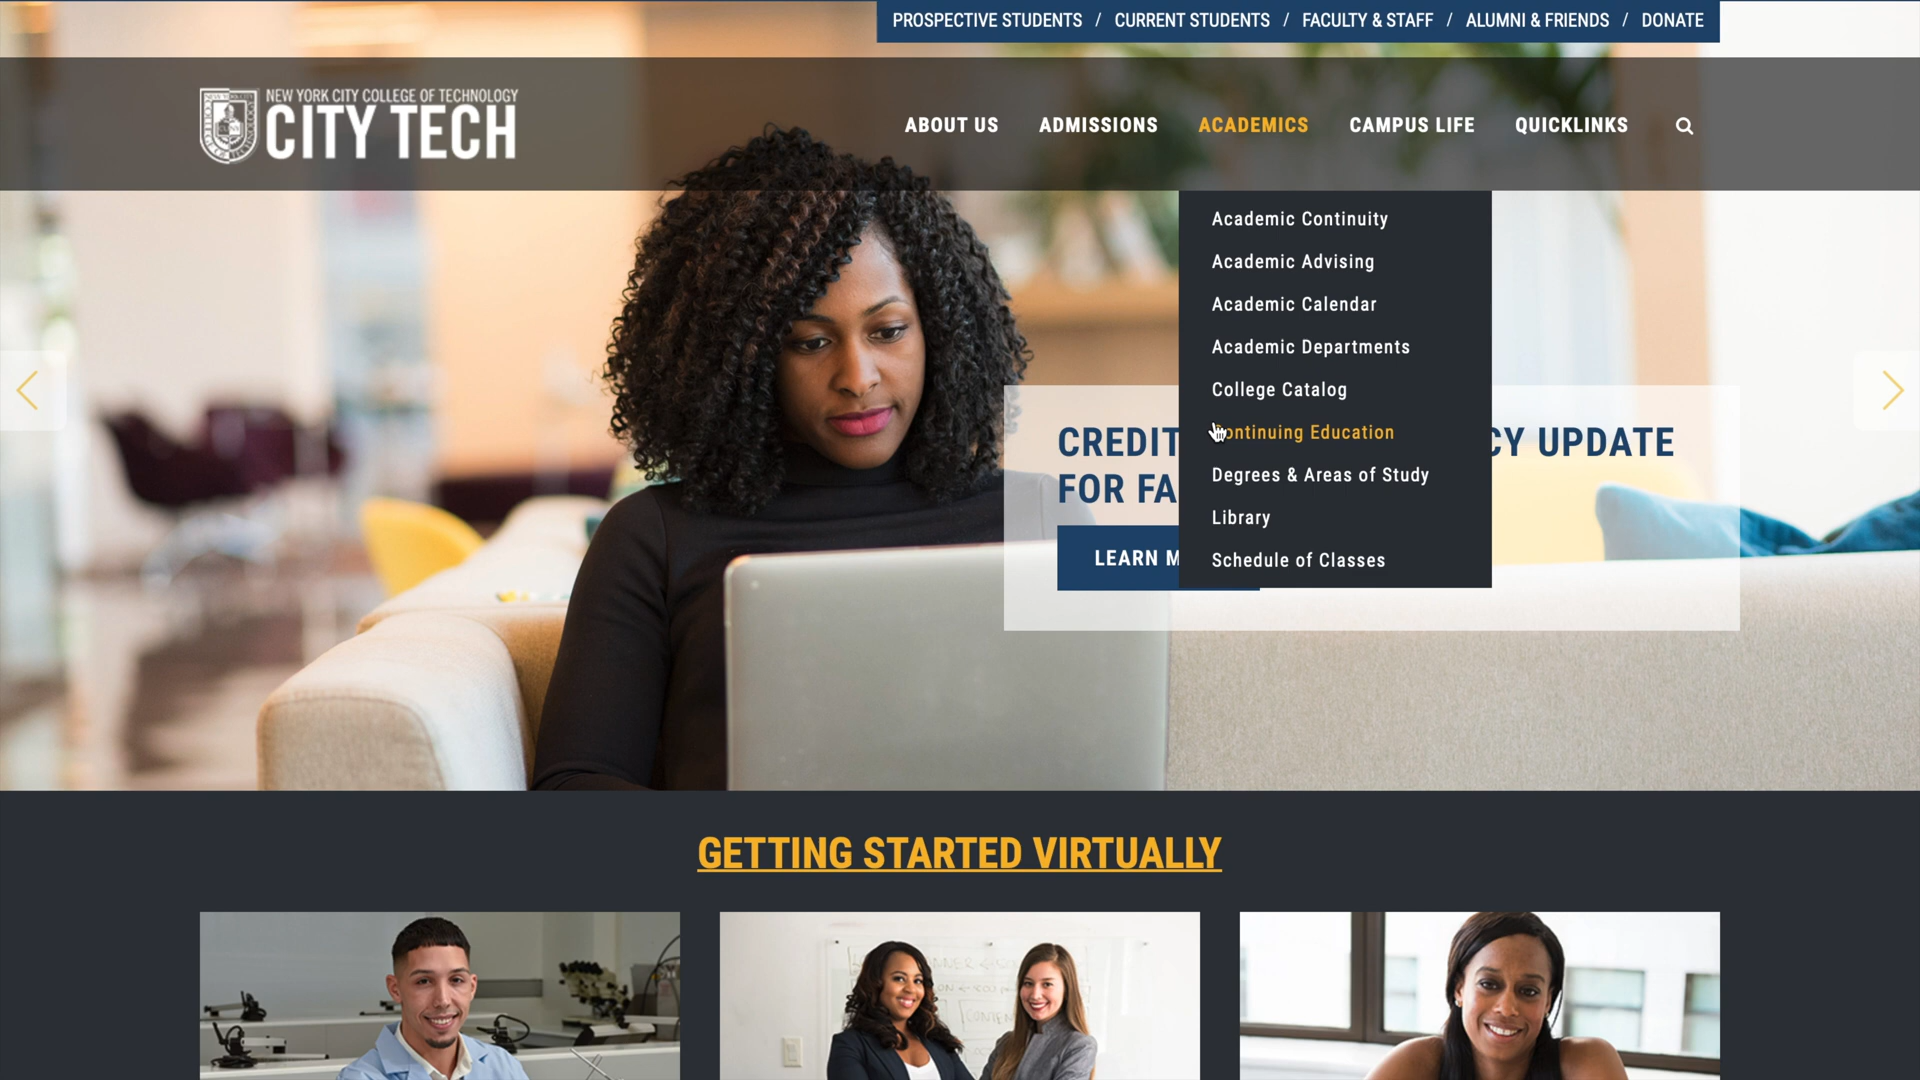 PROSPECTIVE STUDENTS / CURRENT STUDENTS / FACULTY & STAFF / ALUMNI & FRIENDS / DONATE
NEW YORK CITY COLLEGE OF TECHNOLOGY
CITY TECH
ABOUT US ADMISSIONS ACADEMICS CAMPUS LIFE QUICKLINKS
Academic Continuity
Academic Advising
Academic Calendar
Academic Departments
College Catalog
ontinuing Education
Degrees & Areas of Study
Library
Schedule of Classes
CREDIT CY UPDATE
FOR FA
LEARN M
GETTING STARTED VIRTUALLY